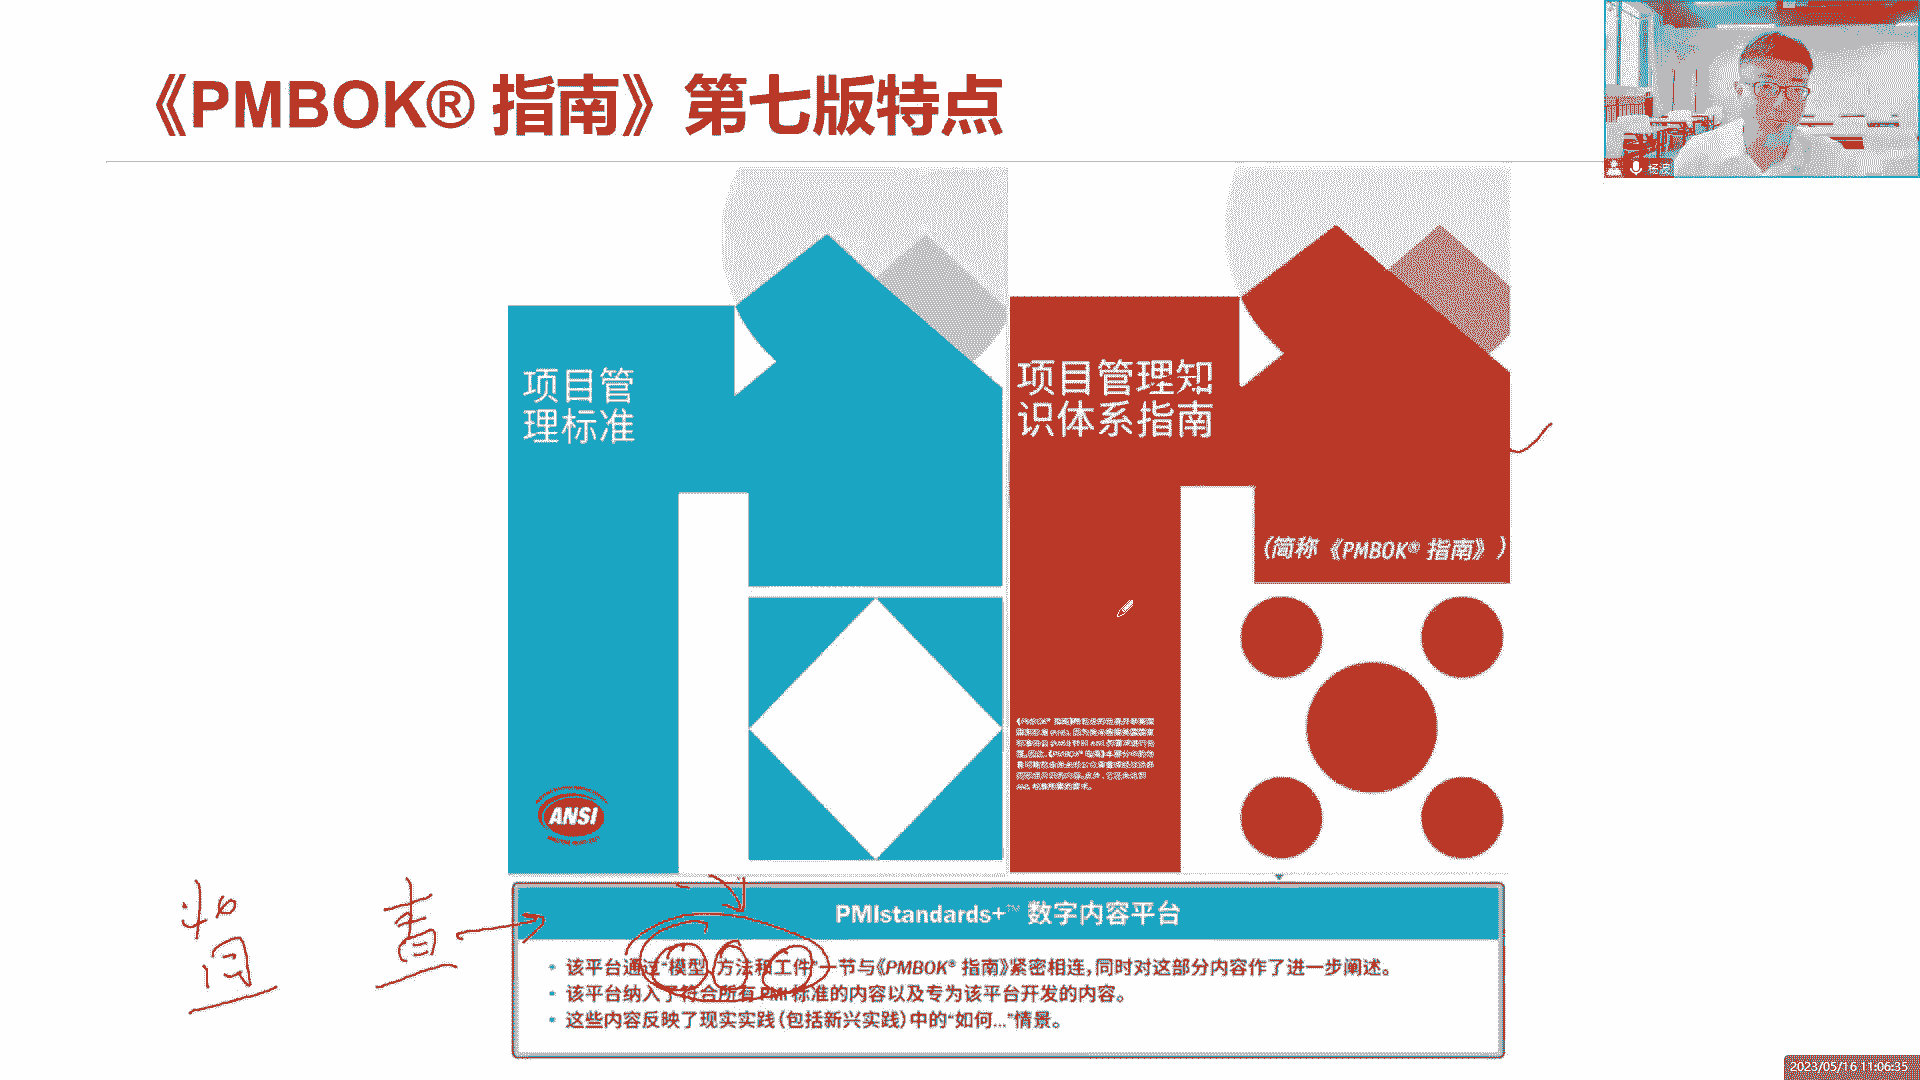 《PMBOK® 指南》第七版特点
项目管
理标准
ANSI
项目管理知
识体系指南
（简称《PMBOK® 指南》）
PMIstandards+™ 数字内容平台
• 该平台通过“模型、方法和工件”一节与《PMBOK® 指南》紧密相连，同时对这部分内容作了进一步阐述。
• 该平台纳入了符合所有 PMI 标准的内容以及专为该平台开发的内容。
• 这些内容反映了现实实践（包括新兴实践）中的“如何...”情景。
2023/05/16 11:06:35